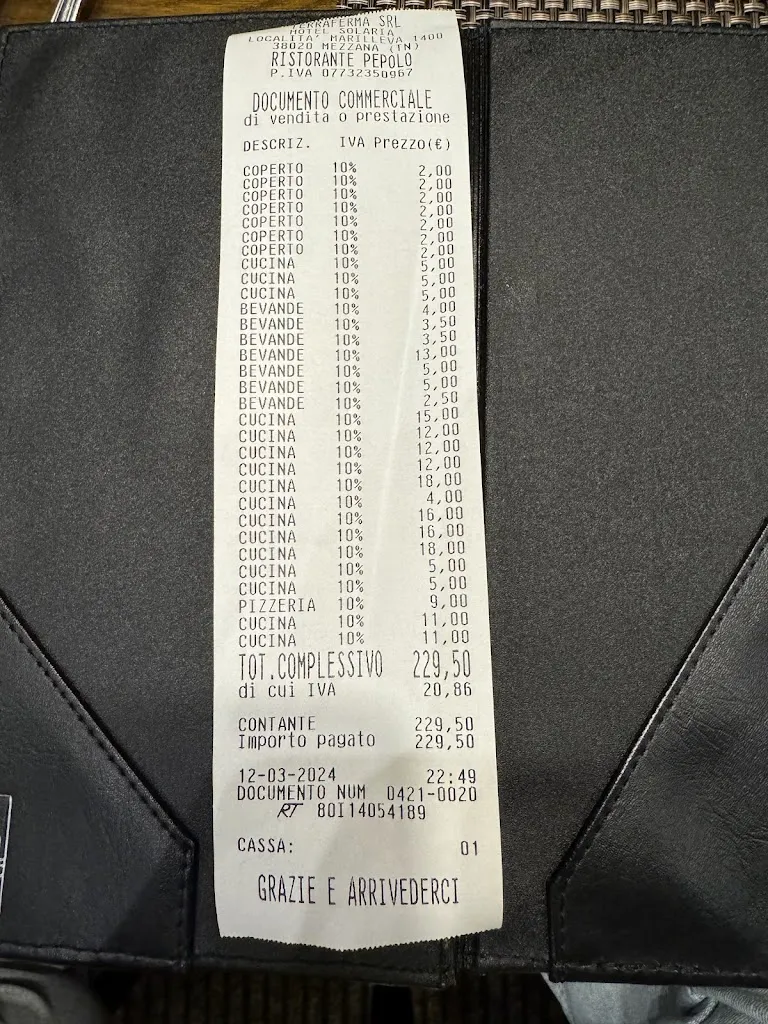 TERRAFERMA SRL
HOTEL SOLARIA
LOCALITA' MARILLEVA 1400
38020 MEZZANA (TN)
RISTORANTE PEPOLO
P.IVA 07732350967
DOCUMENTO COMMERCIALE
di vendita o prestazione
DESCRIZ. IVA Prezzo(€)
COPERTO 10% 2,00
COPERTO 10% 2,00
COPERTO 10% 2,00
COPERTO 10% 2,00
COPERTO 10% 2,00
COPERTO 10% 2,00
COPERTO 10% 2,00
CUCINA 10% 5,00
CUCINA 10% 5,00
CUCINA 10% 5,00
BEVANDE 10% 4,00
BEVANDE 10% 3,50
BEVANDE 10% 3,50
BEVANDE 10% 13,00
BEVANDE 10% 5,00
BEVANDE 10% 5,00
BEVANDE 10% 2,50
CUCINA 10% 15,00
CUCINA 10% 12,00
CUCINA 10% 12,00
CUCINA 10% 12,00
CUCINA 10% 18,00
CUCINA 10% 4,00
CUCINA 10% 16,00
CUCINA 10% 16,00
CUCINA 10% 18,00
CUCINA 10% 5,00
CUCINA 10% 5,00
PIZZERIA 10% 9,00
CUCINA 10% 11,00
CUCINA 10% 11,00
TOT.COMPLESSIVO 229,50
di cui IVA 20,86
CONTANTE 229,50
Importo pagato 229,50
12-03-2024 22:49
DOCUMENTO NUM 0421-0020
RT 80I14054189
CASSA: 01
GRAZIE E ARRIVEDERCI